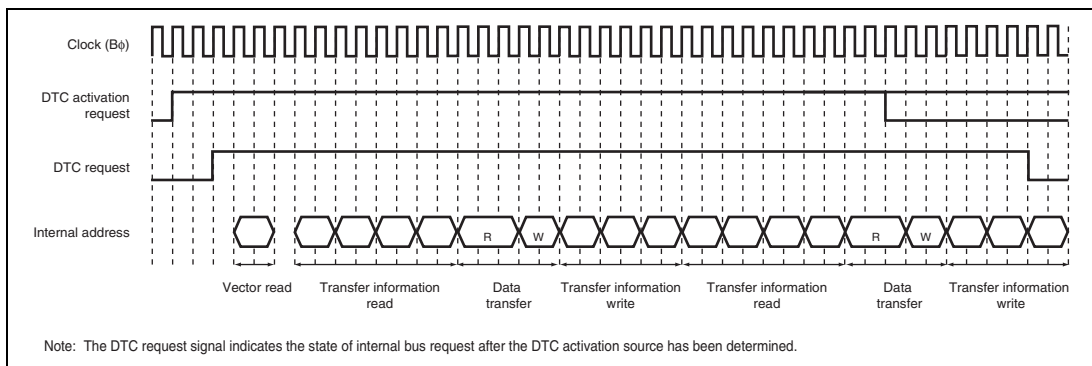 Clock (Bφ)
DTC activation
request
DTC request
Internal address
R
W
R
W
Vector read
Transfer information
read
Data
transfer
Transfer information
write
Transfer information
read
Data
transfer
Transfer information
write
Note: The DTC request signal indicates the state of internal bus request after the DTC activation source has been determined.